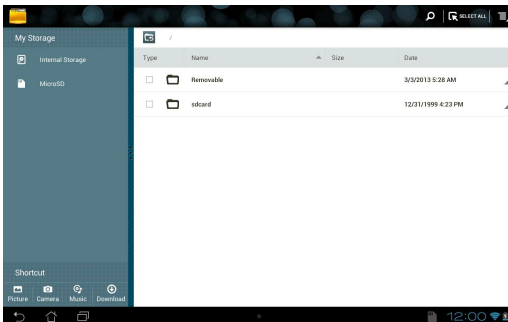 SELECT ALL
My Storage
/
Internal Storage
MicroSD
Type Name Size Date
Removable 3/3/2013 5:28 AM
sdcard 12/31/1999 4:23 PM
Shortcut
Picture Camera Music Download
12:00